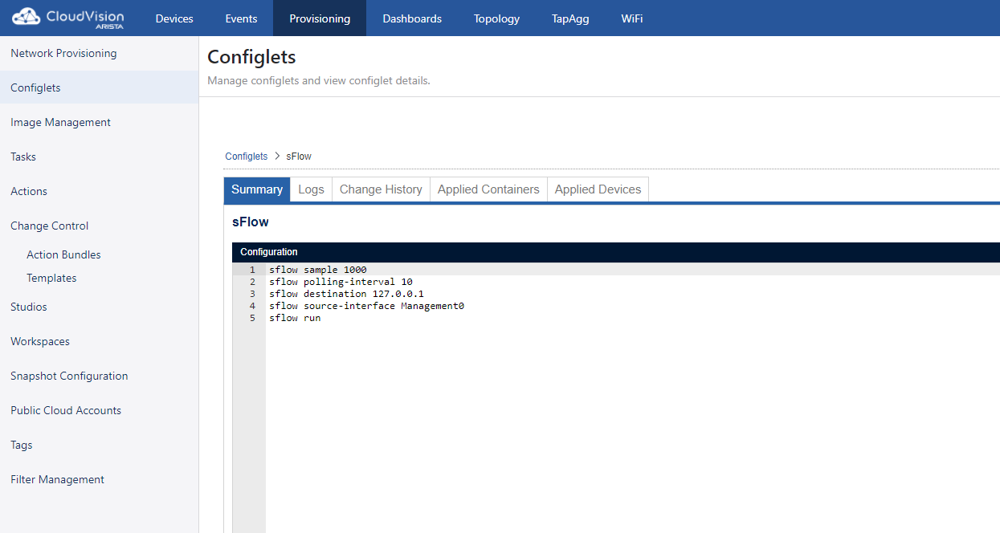 CloudVision
ARISTA
Devices Events Provisioning Dashboards Topology TapAgg WiFi
Network Provisioning
Configlets
Image Management
Tasks
Actions
Change Control
Action Bundles
Templates
Studios
Workspaces
Snapshot Configuration
Public Cloud Accounts
Tags
Filter Management
Configlets
Manage configlets and view configlet details.
Configlets > sFlow
Summary Logs Change History Applied Containers Applied Devices
sFlow
Configuration
1 sflow sample 1000
2 sflow polling-interval 10
3 sflow destination 127.0.0.1
4 sflow source-interface Management0
5 sflow run